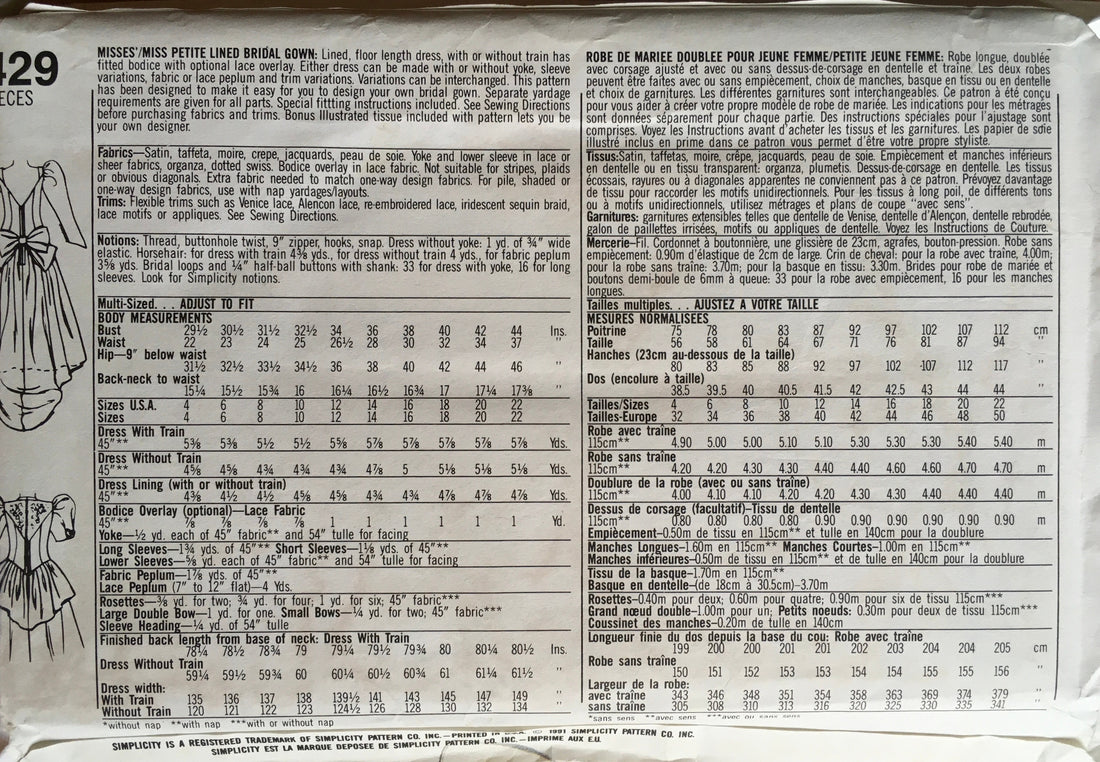 429
ECES
MISSES'/MISS PETITE LINED BRIDAL GOWN: Lined, floor length dress, with or without train has
fitted bodice with optional lace overlay. Either dress can be made with or without yoke, sleeve
variations, fabric or lace peplum and trim variations. Variations can be interchanged. This pattern
has been designed to make it easy for you to design your own bridal gown. Separate yardage
requirements are given for all parts. Special fittting instructions included. See Sewing Directions
before purchasing fabrics and trims. Bonus Illustrated tissue included with pattern lets you be
your own designer.
Fabrics—Satin, taffeta, moire, crepe, jacquards, peau de soie. Yoke and lower sleeve in lace or
sheer fabrics, organza, dotted swiss. Bodice overlay in lace fabric. Not suitable for stripes, plaids
or obvious diagonals. Extra fabric needed to match one-way design fabrics. For pile, shaded or
one-way design fabrics, use with nap yardages/layouts.
Trims: Flexible trims such as Venice lace, Alencon lace, re-embroidered lace, iridescent sequin braid,
lace motifs or appliques. See Sewing Directions.
Notions: Thread, buttonhole twist, 9" zipper, hooks, snap. Dress without yoke: 1 yd. of ¾" wide
elastic. Horsehair: for dress with train 4⅜ yds., for dress without train 4 yds., for fabric peplum
3⅝ yds. Bridal loops and ¼" half-ball buttons with shank: 33 for dress with yoke, 16 for long
sleeves. Look for Simplicity notions.
Multi-Sized. . . ADJUST TO FIT
BODY MEASUREMENTS
Bust 29½ 30½ 31½ 32½ 34 36 38 40 42 44 Ins.
Waist 22 23 24 25 26½ 28 30 32 34 37 "
Hip—9" below waist
31½ 32½ 33½ 34½ 36 38 40 42 44 46 "
Back-neck to waist
15¼ 15½ 15¾ 16 16¼ 16½ 16¾ 17 17¼ 17⅜ "
Sizes U.S.A. 4 6 8 10 12 14 16 18 20 22
Sizes 4 6 8 10 12 14 16 18 20 22
Dress With Train
45"** 5⅜ 5⅜ 5½ 5½ 5⅝ 5⅞ 5⅞ 5⅞ 5⅞ 5⅞ Yds.
Dress Without Train
45"** 4⅝ 4⅝ 4¾ 4¾ 4¾ 4⅞ 5 5⅛ 5⅛ 5⅛ Yds.
Dress Lining (with or without train)
45"** 4⅜ 4½ 4½ 4⅝ 4⅝ 4¾ 4¾ 4⅞ 4⅞ 4⅞ Yds.
Bodice Overlay (optional)—Lace Fabric
45"** ⅞ ⅞ ⅞ ⅞ 1 1 1 1 1 1 Yd.
Yoke—½ yd. each of 45" fabric** and 54" tulle for facing
Long Sleeves—1¾ yds. of 45"** Short Sleeves—1⅛ yds. of 45"**
Lower Sleeves—⅝ yd. each of 45" fabric** and 54" tulle for facing
Fabric Peplum—1⅞ yds. of 45"**
Lace Peplum (7" to 12" flat)—4 Yds.
Rosettes—⅜ yd. for two; ¾ yd. for four; 1 yd. for six; 45" fabric***
Large Double Bow—1 yd. for one. Small Bows—¼ yd. for two; 45" fabric***
Sleeve Heading—¼ yd. of 54" tulle
Finished back length from base of neck: Dress With Train
78¼ 78½ 78¾ 79 79¼ 79½ 79¾ 80 80¼ 80½ Ins.
Dress Without Train
59¼ 59½ 59¾ 60 60¼ 60½ 60¾ 61 61¼ 61½ "
Dress width:
With Train 135 136 137 138 139½ 141 143 145 147 149 "
Without Train 120 121 122 123 124½ 126 128 130 132 134 "
*without nap **with nap ***with or without nap
ROBE DE MARIEE DOUBLEE POUR JEUNE FEMME/PETITE JEUNE FEMME: Robe longue, doublée
avec corsage ajusté et avec ou sans dessus-de-corsage en dentelle et traîne. Les deux robes
peuvent être faites avec ou sans empiècement, choix de manches, basque en tissu ou en dentelle
et choix de garnitures. Les différentes garnitures sont interchangeables. Ce patron à été conçu
pour vous aider à créer votre propre modèle de robe de mariée. Les indications pour les métrages
sont données séparement pour chaque partie. Des instructions spéciales pour l'ajustage sont
comprises. Voyez les Instructions avant d'acheter les tissus et les garnitures. Les papier de soie
illustré inclus en prime dans ce patron vous permet d'être votre propre styliste.
Tissus:Satin, taffetas, moire, crêpe, jacquards, peau de soie. Empiècement et manches inférieurs
en dentelle ou en tissu transparent: organza, plumetis. Dessus-de-corsage en dentelle. Les tissus
écossais, rayures ou à diagonales apparentes ne conviennent pas à ce patron. Prévoyez davantage
de tissu pour raccorder les motifs unidirectionnels. Pour les tissus à long poil, de différents tons
ou à motifs unidirectionnels, utilisez métrages et plans de coupe "avec sens".
Garnitures: garnitures extensibles telles que dentelle de Venise, dentelle d'Alençon, dentelle rebrodée,
galon de paillettes irrisées, motifs ou appliques de dentelle. Voyez les Instructions de Couture.
Mercerie—Fil. Cordonnet à boutonnière, une glissière de 23cm, agrafes, bouton-pression. Robe sans
empiècement: 0.90m d'élastique de 2cm de large. Crin de cheval: pour la robe avec traîne, 4.00m;
pour la robe sans traîne: 3.70m; pour la basque en tissu: 3.30m. Brides pour robe de mariée et
boutons demi-boule de 6mm à queue: 33 pour la robe avec empiècement, 16 pour les manches
longues.
Tailles multiples. . . AJUSTEZ A VOTRE TAILLE
MESURES NORMALISEES
Poitrine 75 78 80 83 87 92 97 102 107 112 cm
Taille 56 58 61 64 67 71 76 81 87 94 "
Hanches (23cm au-dessous de la taille)
80 83 85 88 92 97 102 107 112 117 "
Dos (encolure à taille)
38.5 39.5 40 40.5 41.5 42 42.5 43 44 44 "
Tailles/Sizes 4 6 8 10 12 14 16 18 20 22
Tailles-Europe 32 34 36 38 40 42 44 46 48 50
Robe avec traîne
115cm** 4.90 5.00 5.00 5.10 5.10 5.30 5.30 5.30 5.40 5.40 m
Robe sans traîne
115cm** 4.20 4.20 4.30 4.30 4.40 4.40 4.60 4.60 4.70 4.70 m
Doublure de la robe (avec ou sans traîne)
115cm** 4.00 4.10 4.10 4.20 4.20 4.30 4.30 4.40 4.40 4.40 m
Dessus de corsage (facultatif)-Tissu de dentelle
115cm** 0.80 0.80 0.80 0.80 0.90 0.90 0.90 0.90 0.90 0.90 m
Empiècement—0.50m de tissu en 115cm** et tulle en 140cm pour la doublure
Manches Longues-1.60m en 115cm** Manches Courtes-1.00m en 115cm**
Manches inférieures-0.50m de tissu en 115cm** et de tulle en 140cm pour la doublure
Tissu de la basque-1.70m en 115cm**
Basque en dentelle-(de 18cm à 30.5cm)-3.70m
Rosettes-0.40m pour deux; 0.60m pour quatre; 0.90m pour six de tissu 115cm***
Grand nœud double-1.00m pour un; Petits noeuds: 0.30m pour deux de tissu 115cm***
Coussinet des manches-0.20m de tulle en 140cm
Longueur finie du dos depuis la base du cou: Robe avec traîne
199 200 200 201 201 202 203 204 204 205 cm
Robe sans traîne
150 151 152 153 153 154 154 155 155 156 "
Largeur de la robe:
avec traîne 343 346 348 351 354 358 363 369 374 379 "
sans traîne 305 308 310 313 316 320 325 330 335 341 "
*sans sens **avec sens ***avec ou sans sens
SIMPLICITY IS A REGISTERED TRADEMARK OF SIMPLICITY PATTERN CO. INC.—PRINTED IN U.S.A. © 1991 SIMPLICITY PATTERN CO. INC.
SIMPLICITY EST LA MARQUE DEPOSEE DE SIMPLICITY PATTERN CO. INC.—IMPRIME AUX E.U.